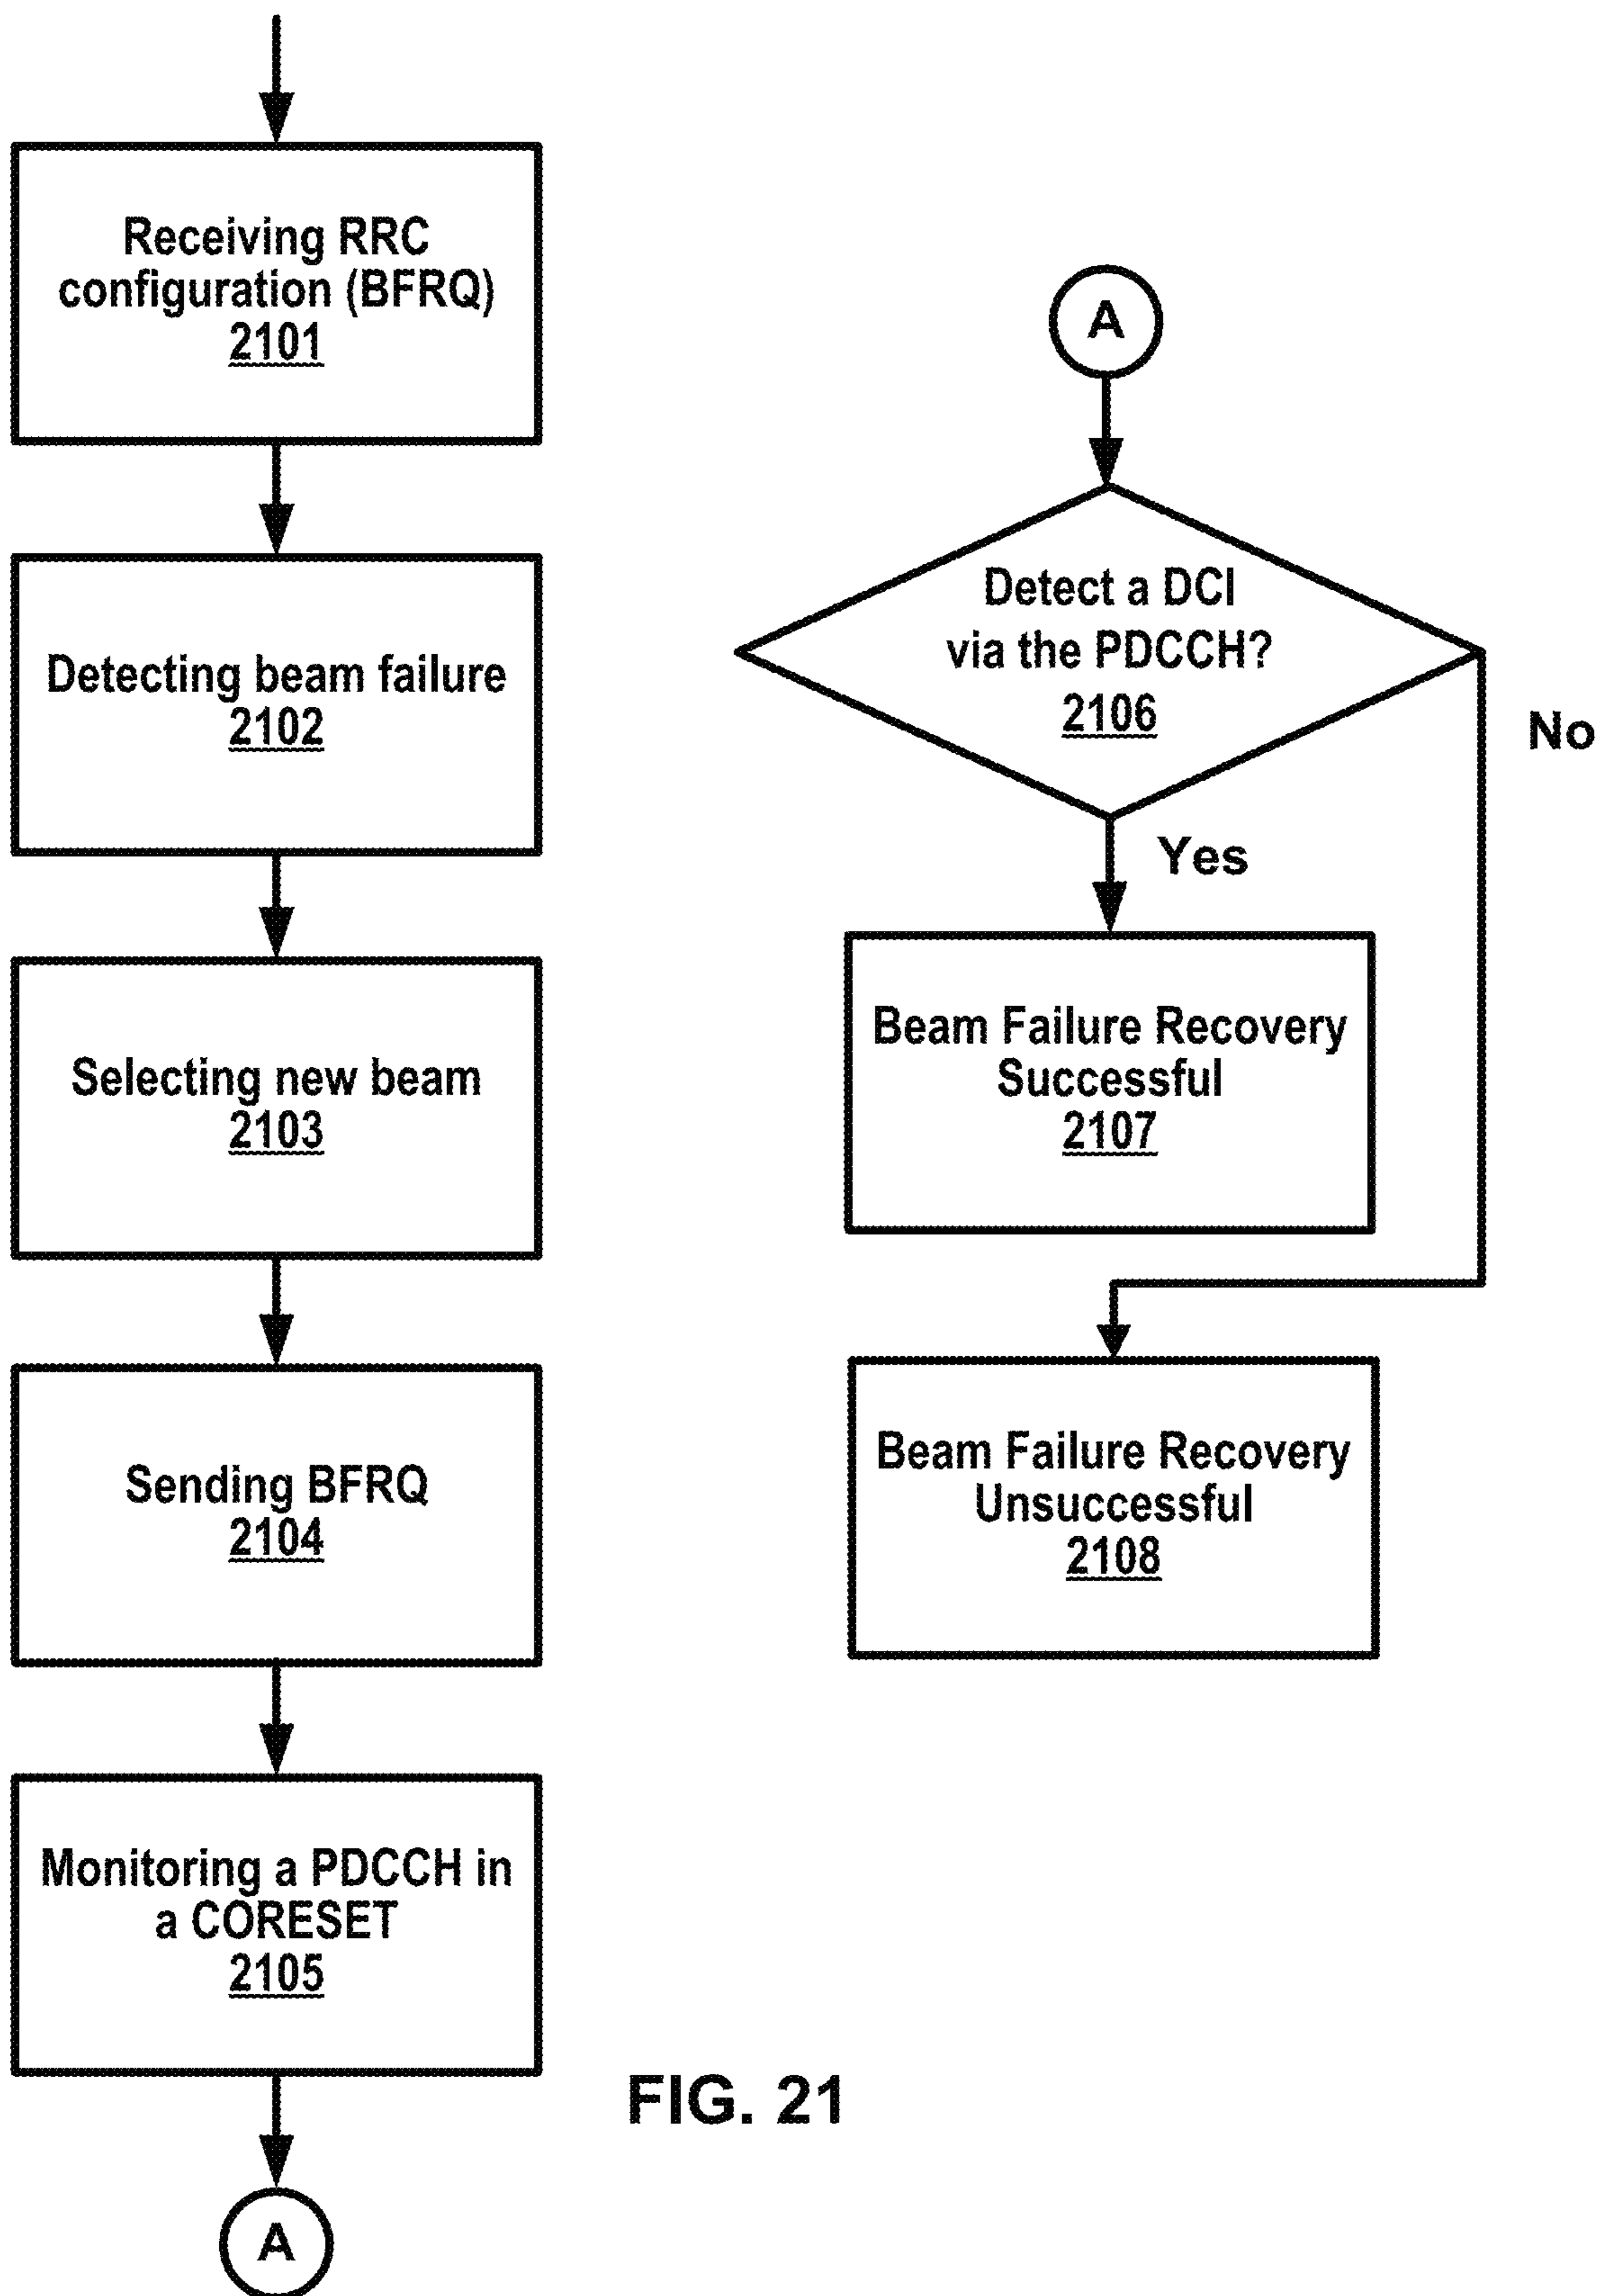 Receiving RRC
configuration (BFRQ)
2101
Detecting beam failure
2102
Selecting new beam
2103
Sending BFRQ
2104
Monitoring a PDCCH in
a CORESET
2105
A
A
Detect a DCI
via the PDCCH?
2106
No
Yes
Beam Failure Recovery
Successful
2107
Beam Failure Recovery
Unsuccessful
2108
FIG. 21